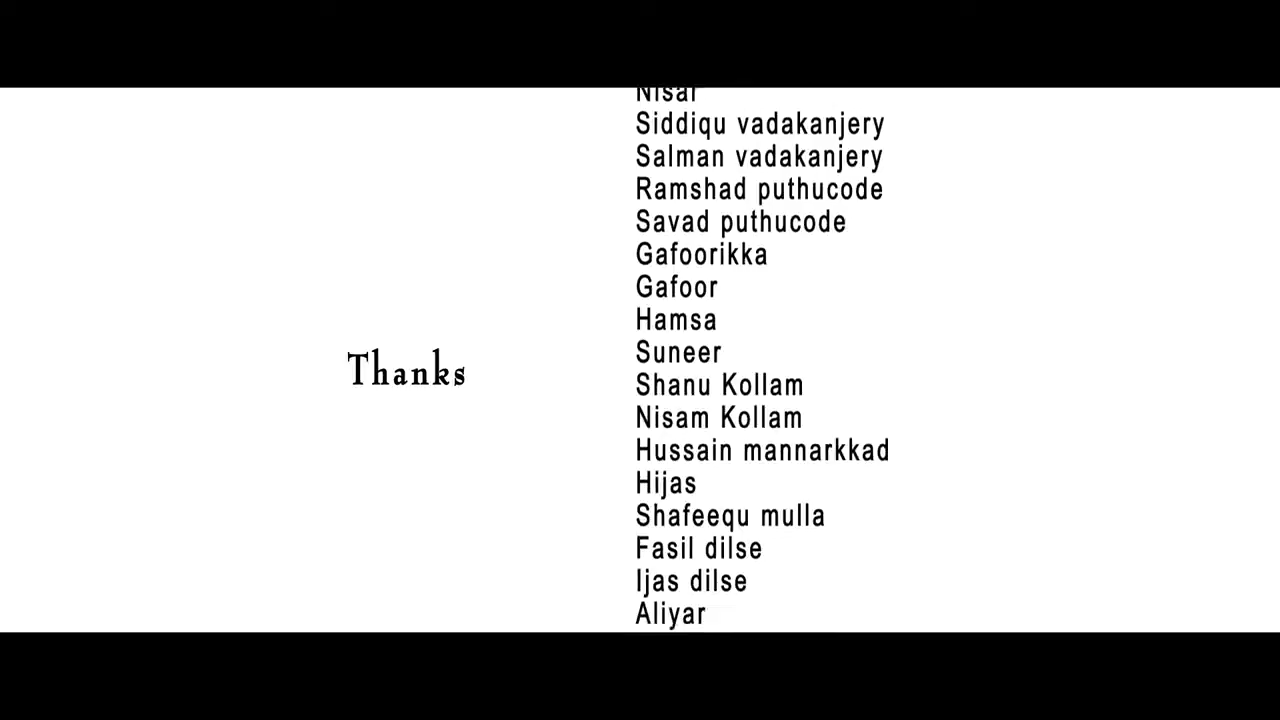 Nisar
Siddiqu vadakanjery
Salman vadakanjery
Ramshad puthucode
Savad puthucode
Gafoorikka
Gafoor
Hamsa
Suneer
Thanks
Shanu Kollam
Nisam Kollam
Hussain mannarkkad
Hijas
Shafeequ mulla
Fasil dilse
Ijas dilse
Aliyar